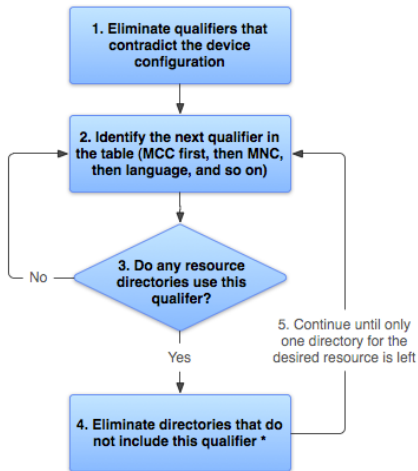 1. Eliminate qualifiers that
contradict the device
configuration
2. Identify the next qualifier in
the table (MCC first, then MNC,
then language, and so on)
No
3. Do any resource
directories use this
qualifer?
Yes
5. Continue until only
one directory for the
desired resource is left
4. Eliminate directories that do
not include this qualifier *